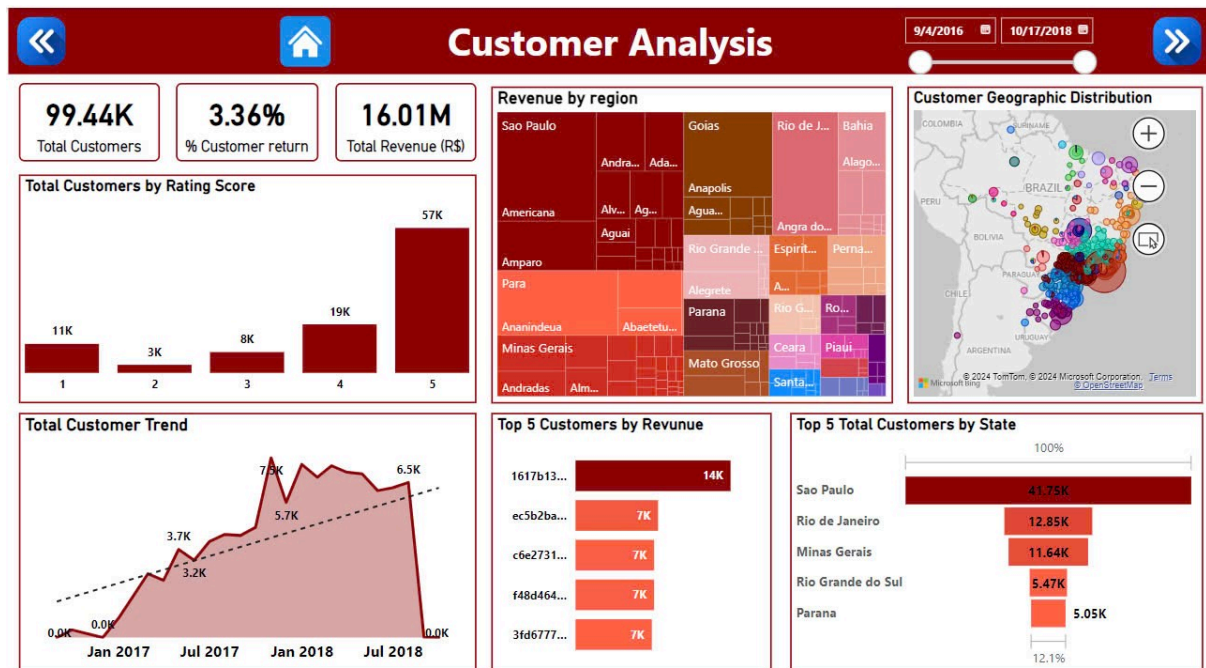 Customer Analysis
9/4/2016
10/17/2018
99.44K
Total Customers
3.36%
% Customer return
16.01M
Total Revenue (R$)
Total Customers by Rating Score
57K
19K
11K
8K
3K
1 2 3 4 5
Revenue by region
Sao Paulo
Andra...
Ada...
Americana
Alv...
Ag...
Aguai
Amparo
Para
Ananindeua
Abaetetu...
Minas Gerais
Andradas
Alm...
Goias
Anapolis
Agua...
Rio de J...
Angra do...
Bahia
Alago...
Rio Grande ...
Alegrete
Espirit...
A...
Perna...
Parana
Rio G...
Ro...
Mato Grosso
Ceara
Piaui
Santa...
Customer Geographic Distribution
COLOMBIA
SURINAME
BRAZIL
PERU
BOLIVIA
PARAGUAY
CHILE
URUGUAY
ARGENTINA
Microsoft Bing
© 2024 TomTom, © 2024 Microsoft Corporation, Terms
© OpenStreetMap
Total Customer Trend
7.5K
6.5K
5.7K
3.7K
3.2K
0.0K
0.0K
0.0K
Jan 2017 Jul 2017 Jan 2018 Jul 2018
Top 5 Customers by Revunue
1617b13... 14K
ec5b2ba... 7K
c6e2731... 7K
f48d464... 7K
3fd6777... 7K
Top 5 Total Customers by State
100%
Sao Paulo 41.75K
Rio de Janeiro 12.85K
Minas Gerais 11.64K
Rio Grande do Sul 5.47K
Parana 5.05K
12.1%